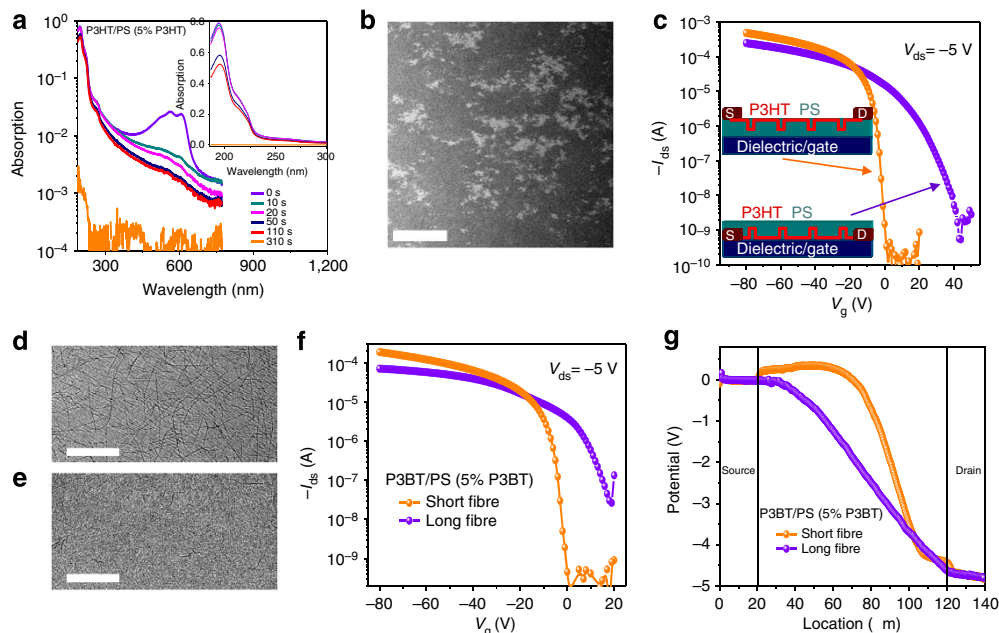 a
P3HT/PS (5% P3HT)
10⁰
10⁻¹
10⁻²
10⁻³
10⁻⁴
Absorption
300
600
900
1,200
Wavelength (nm)
0.8
0.6
0.4
0.2
0.0
Absorption
200
250
300
Wavelength (nm)
0 s
10 s
20 s
50 s
110 s
310 s
b
c
10⁻³
10⁻⁴
10⁻⁵
10⁻⁶
10⁻⁷
10⁻⁸
10⁻⁹
10⁻¹⁰
−Ids (A)
Vds= −5 V
P3HT PS
S
D
Dielectric/gate
P3HT PS
S
D
Dielectric/gate
−80 −60 −40 −20 0 20 40
Vg (V)
d
e
f
10⁻⁴
10⁻⁵
10⁻⁶
10⁻⁷
10⁻⁸
10⁻⁹
−Ids (A)
Vds= −5 V
P3BT/PS (5% P3BT)
Short fibre
Long fibre
−80 −60 −40 −20 0 20
Vg (V)
g
0
−1
−2
−3
−4
−5
Potential (V)
Source
Drain
P3BT/PS (5% P3BT)
Short fibre
Long fibre
0 20 40 60 80 100 120 140
Location ( m)